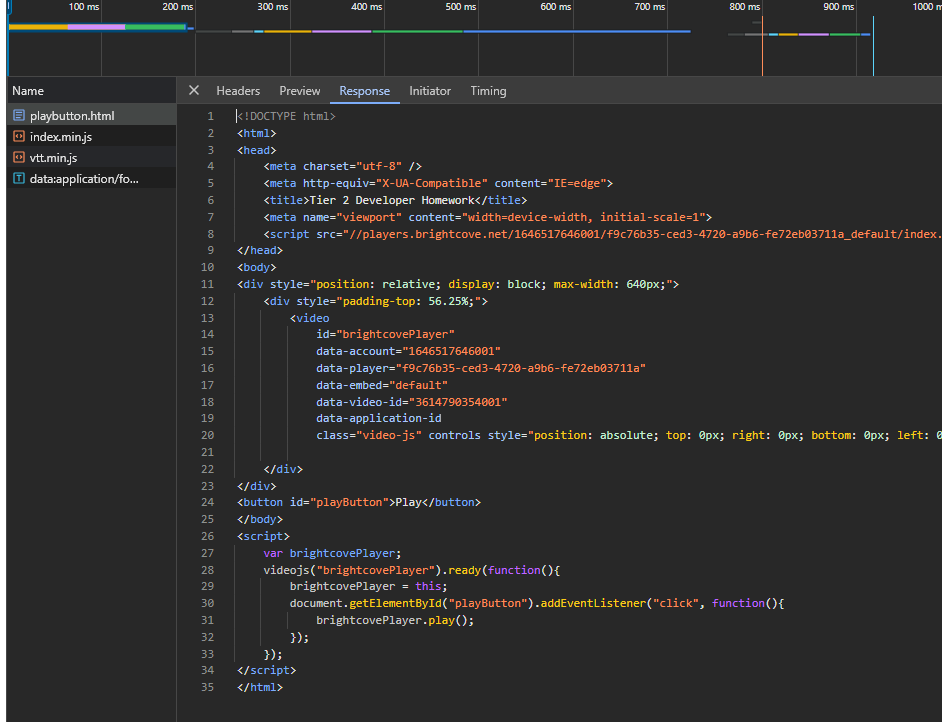 100 ms 200 ms 300 ms 400 ms 500 ms 600 ms 700 ms 800 ms 900 ms 1000 m
Name Headers Preview Response Initiator Timing
playbutton.html
index.min.js
vtt.min.js
data:application/fo...
1 <!DOCTYPE html>
2 <html>
3 <head>
4 <meta charset="utf-8" />
5 <meta http-equiv="X-UA-Compatible" content="IE=edge">
6 <title>Tier 2 Developer Homework</title>
7 <meta name="viewport" content="width=device-width, initial-scale=1">
8 <script src="//players.brightcove.net/1646517646001/f9c76b35-ced3-4720-a9b6-fe72eb03711a_default/index.
9 </head>
10 <body>
11 <div style="position: relative; display: block; max-width: 640px;">
12 <div style="padding-top: 56.25%;">
13 <video
14 id="brightcovePlayer"
15 data-account="1646517646001"
16 data-player="f9c76b35-ced3-4720-a9b6-fe72eb03711a"
17 data-embed="default"
18 data-video-id="3614790354001"
19 data-application-id
20 class="video-js" controls style="position: absolute; top: 0px; right: 0px; bottom: 0px; left: 0
21
22 </div>
23 </div>
24 <button id="playButton">Play</button>
25 </body>
26 <script>
27 var brightcovePlayer;
28 videojs("brightcovePlayer").ready(function(){
29 brightcovePlayer = this;
30 document.getElementById("playButton").addEventListener("click", function(){
31 brightcovePlayer.play();
32 });
33 });
34 </script>
35 </html>